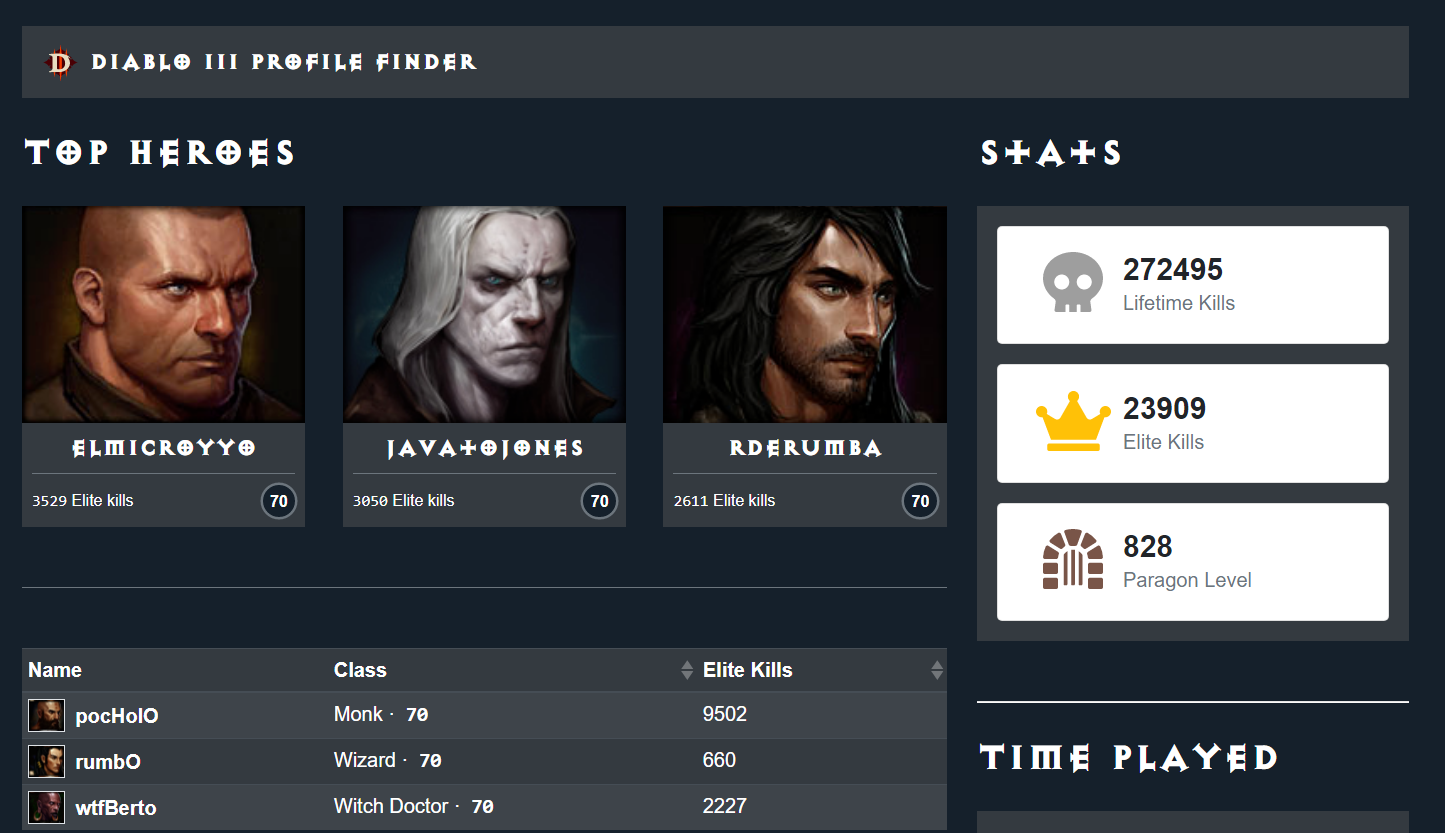 DIABLO III PROFILE FINDER
TOP HEROES
ELMICROYYO
3529 Elite kills
70
JAVATOJONES
3050 Elite kills
70
RDERUMBA
2611 Elite kills
70
Name Class Elite Kills
pocHolO Monk · 70 9502
rumbO Wizard · 70 660
wtfBerto Witch Doctor · 70 2227
STATS
272495
Lifetime Kills
23909
Elite Kills
828
Paragon Level
TIME PLAYED